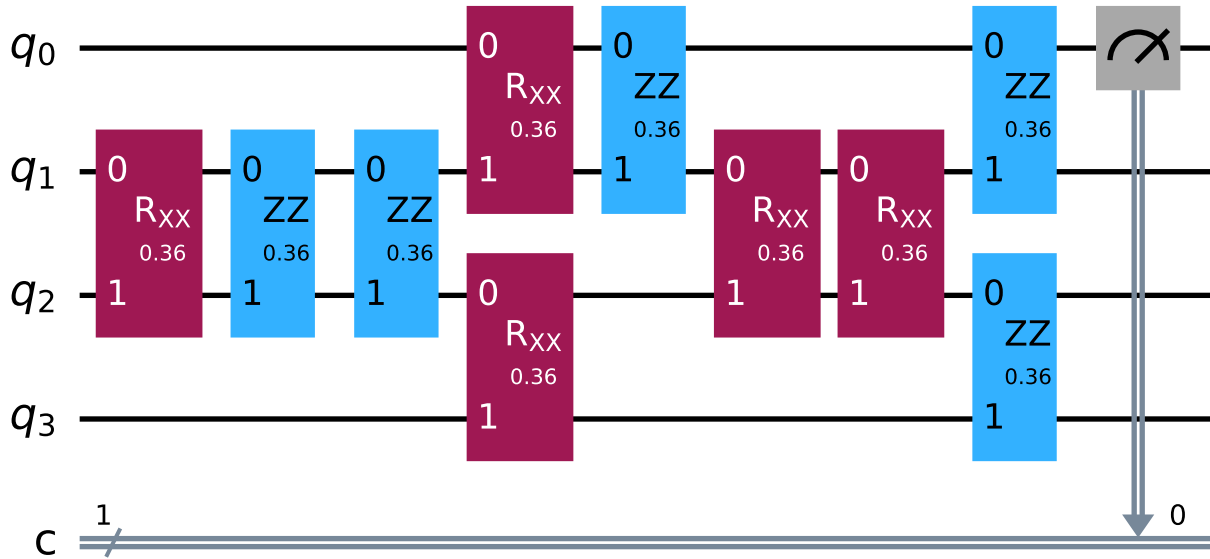 q0 0 0 0
RXX ZZ ZZ
0.36 0.36 0.36
q1 0 0 0 1 1 0 0 1
RXX ZZ ZZ RXX RXX
0.36 0.36 0.36 0.36 0.36
q2 1 1 1 0 1 1 0
RXX ZZ
0.36 0.36
q3 1 1
1 0
c